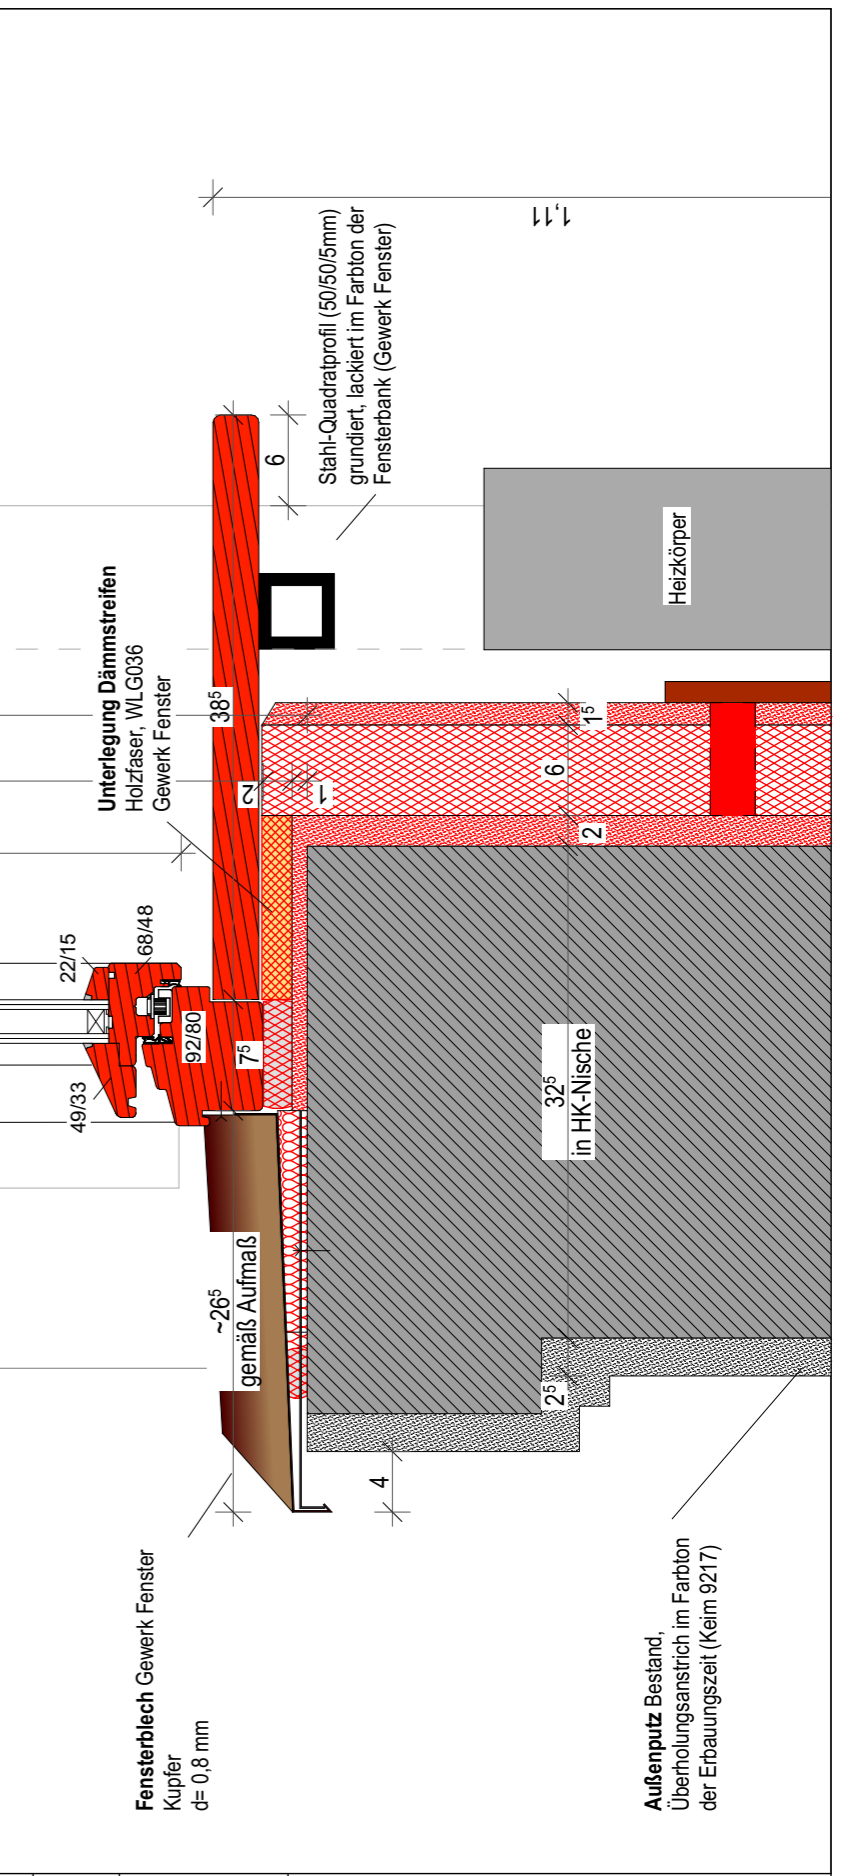 1,11
Stahl-Quadratprofil (50/50/5mm)
grundiert, lackiert im Farbton der
Fensterbank (Gewerk Fenster)
6
Heizkörper
Unterlegung Dämmstreifen
Holzfaser, WLG036
Gewerk Fenster
38⁵
2
1
1⁵
6
2
22/15
68/48
49/33
92/80
7⁵
32⁵
in HK-Nische
~26⁵
gemäß Aufmaß
2⁵
4
Fensterblech Gewerk Fenster
Kupfer
d= 0,8 mm
Außenputz Bestand,
Überholungsanstrich im Farbton
der Erbauungszeit (Keim 9217)